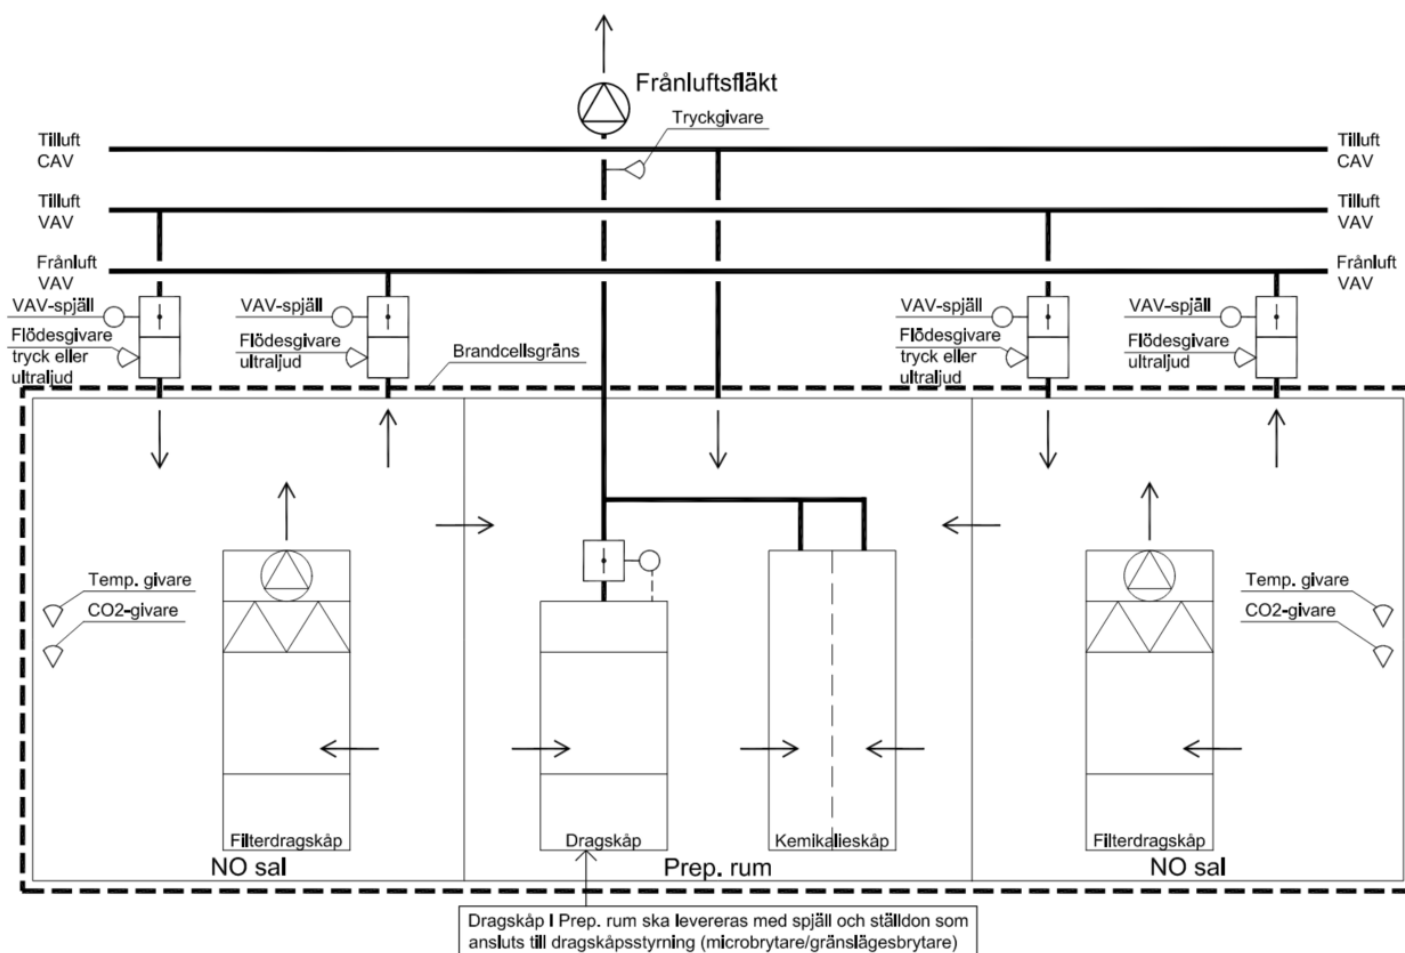 Frånluftsfläkt
Tryckgivare
Tilluft
CAV
Tilluft
CAV
Tilluft
VAV
Tilluft
VAV
Frånluft
VAV
Frånluft
VAV
VAV-spjäll
VAV-spjäll
VAV-spjäll
VAV-spjäll
Flödesgivare
tryck eller
ultraljud
Flödesgivare
ultraljud
Brandcellsgräns
Flödesgivare
tryck eller
ultraljud
Flödesgivare
ultraljud
Temp. givare
CO2-givare
Temp. givare
CO2-givare
Filterdragskåp
Dragskåp
Kemikalieskåp
Filterdragskåp
NO sal
Prep. rum
NO sal
Dragskåp I Prep. rum ska levereras med spjäll och ställdon som
ansluts till dragskåpsstyrning (microbrytare/gränslägesbrytare)